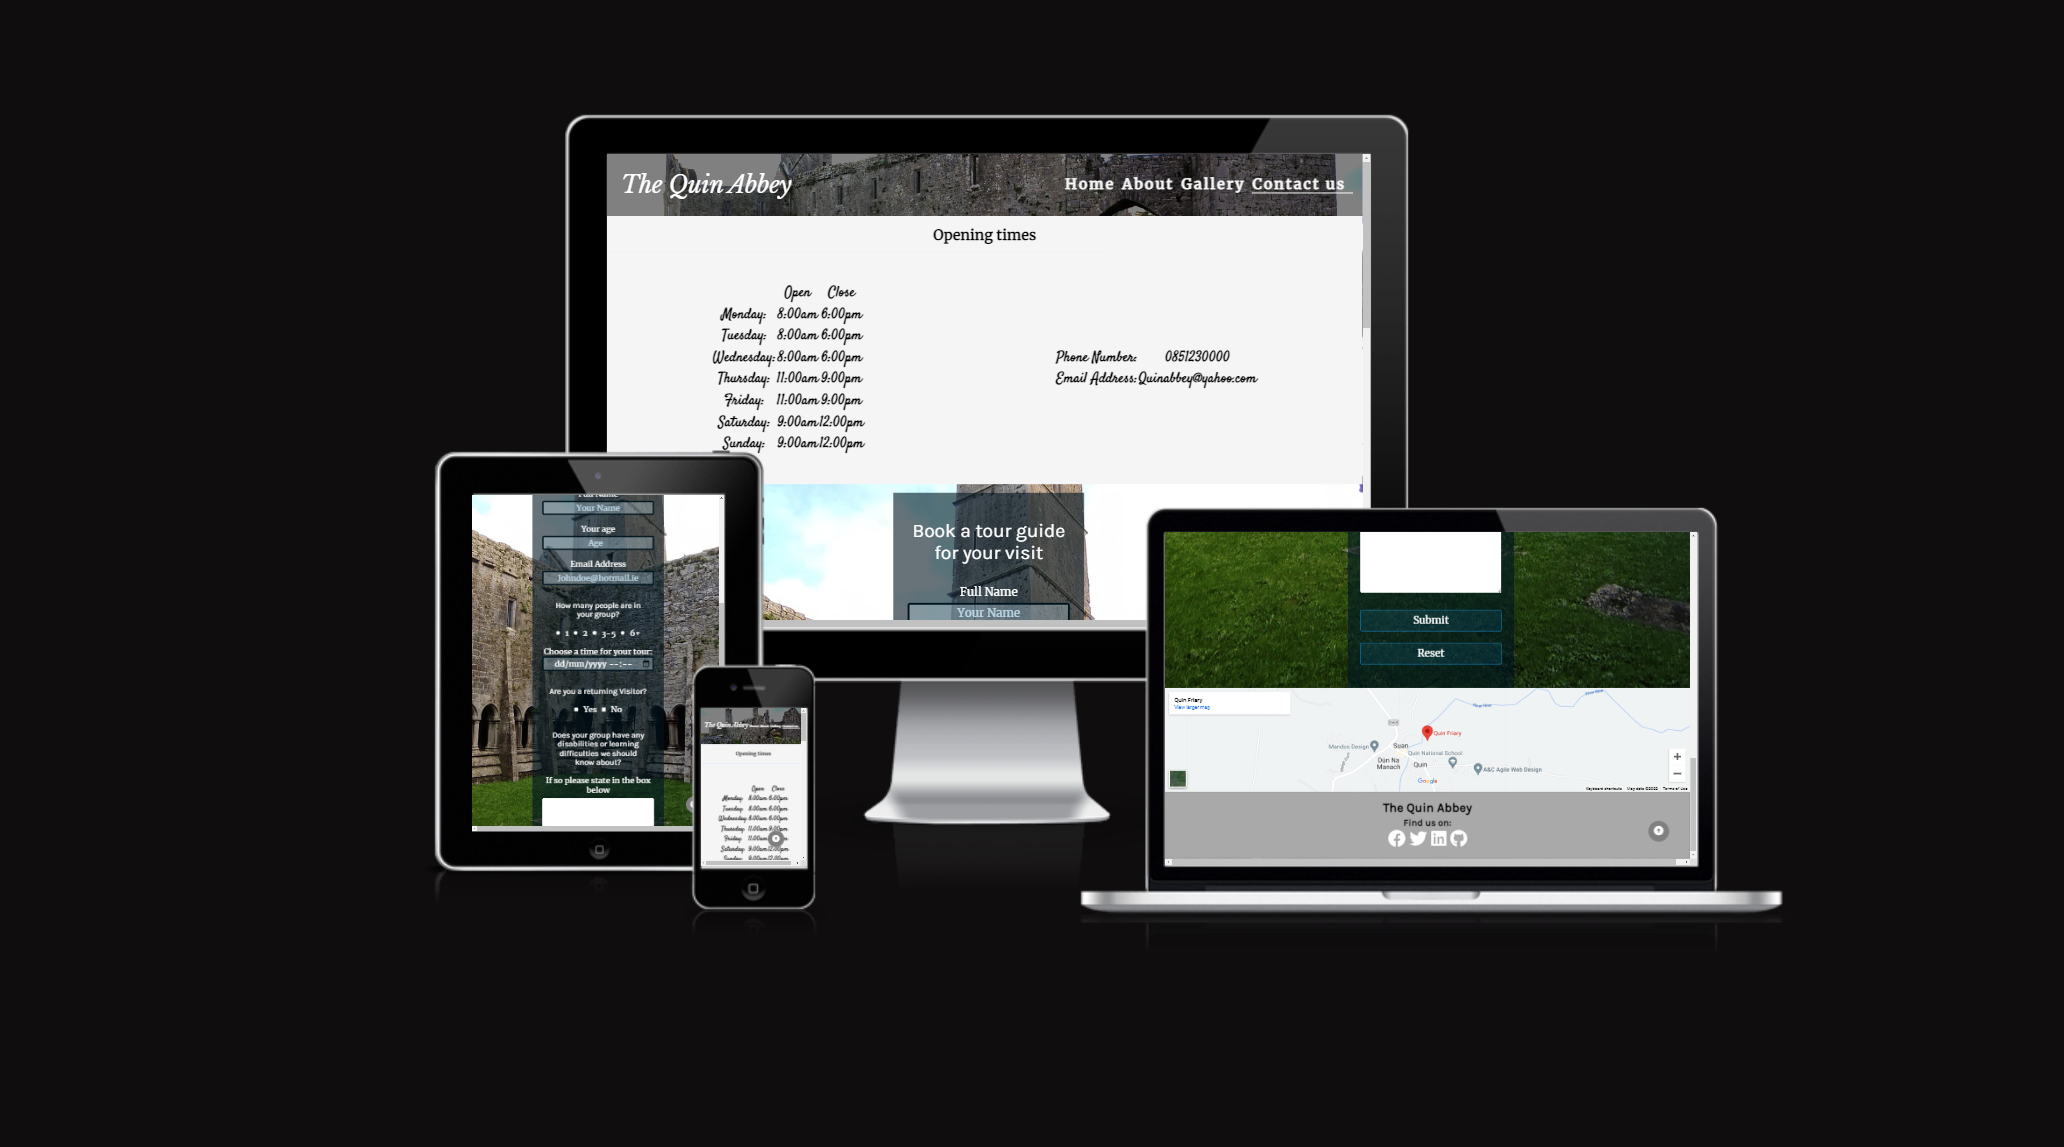 The Quin Abbey
Home About Gallery Contact us
Opening times
Open Close
Monday: 8:00am 6:00pm
Tuesday: 8:00am 6:00pm
Wednesday: 8:00am 6:00pm
Thursday: 11:00am 9:00pm
Friday: 11:00am 9:00pm
Saturday: 9:00am 12:00pm
Sunday: 9:00am 12:00pm
Phone Number: 0851230000
Email Address: Quinabbey@yahoo.com
Book a tour guide
for your visit
Full Name
Your Name
Full Name
Your Name
Your age
Age
Email Address
Johndoe@hotmail.ie
How many people are in
your group?
1 2 3-5 6+
Choose a time for your tour:
dd/mm/yyyy --:--
Are you a returning Visitor?
Yes No
Does your group have any
disabilities or learning
difficulties we should
know about?
If so please state in the box
below
The Quin Abbey
Opening times
Open Close
Monday: 8:00am 6:00pm
Tuesday: 8:00am 6:00pm
Wednesday: 8:00am 6:00pm
Thursday: 11:00am 9:00pm
Friday: 11:00am
Saturday: 9:00am 12:00pm
Sunday: 9:00am 12:00pm
Submit
Reset
Quin Friary
View larger map
Quin Friary
Mandos Design
Suan
Quin National School
Dún Na
Manach
Quin
A&C Agile Web Design
Google
Keyboard shortcuts Map data ©2022 Terms of Use
The Quin Abbey
Find us on: